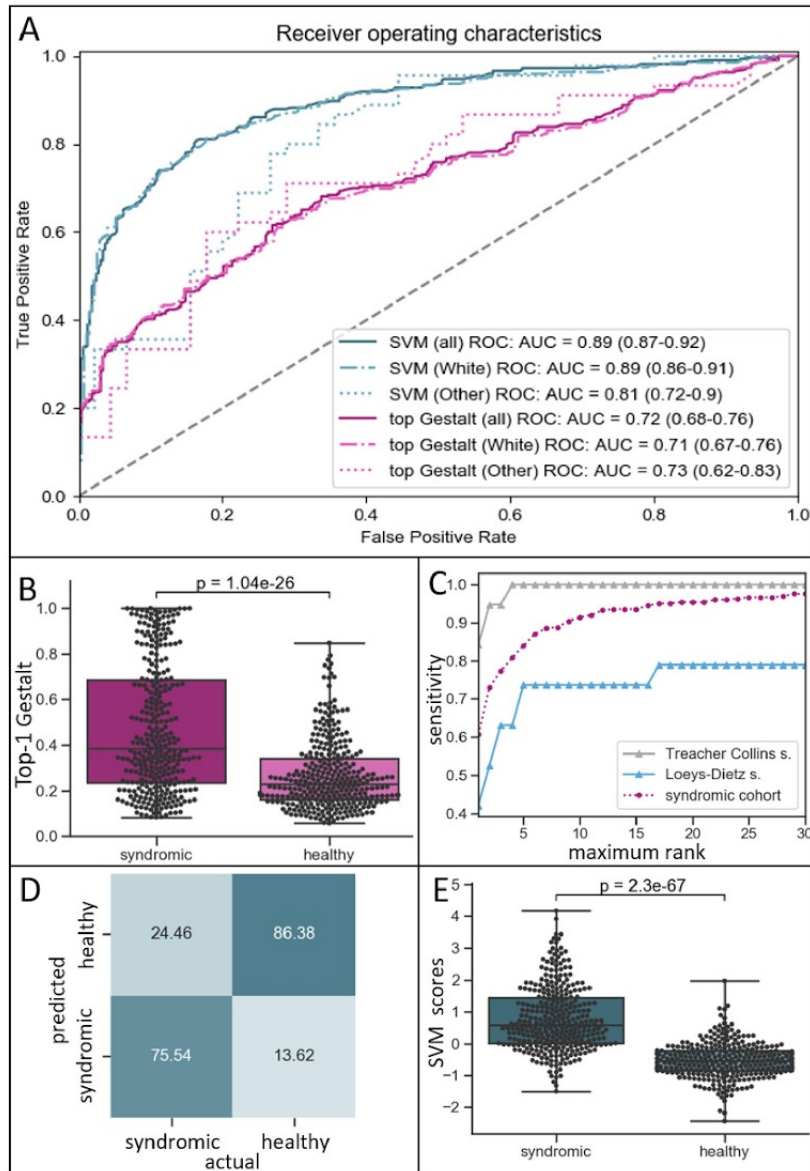 A
Receiver operating characteristics
1.0
0.8
0.6
0.4
0.2
0.0
True Positive Rate
SVM (all) ROC: AUC = 0.89 (0.87-0.92)
SVM (White) ROC: AUC = 0.89 (0.86-0.91)
SVM (Other) ROC: AUC = 0.81 (0.72-0.9)
top Gestalt (all) ROC: AUC = 0.72 (0.68-0.76)
top Gestalt (White) ROC: AUC = 0.71 (0.67-0.76)
top Gestalt (Other) ROC: AUC = 0.73 (0.62-0.83)
0.0 0.2 0.4 0.6 0.8 1.0
False Positive Rate
B
p = 1.04e-26
1.0
0.8
0.6
0.4
0.2
0.0
Top-1 Gestalt
syndromic healthy
C
1.0
0.9
0.8
0.7
0.6
0.5
0.4
sensitivity
Treacher Collins s.
Loeys-Dietz s.
syndromic cohort
5 10 15 20 25 30
maximum rank
D
predicted
healthy
syndromic
24.46 86.38
75.54 13.62
syndromic healthy
actual
E
p = 2.3e-67
5
4
3
2
1
0
−1
−2
SVM scores
syndromic healthy